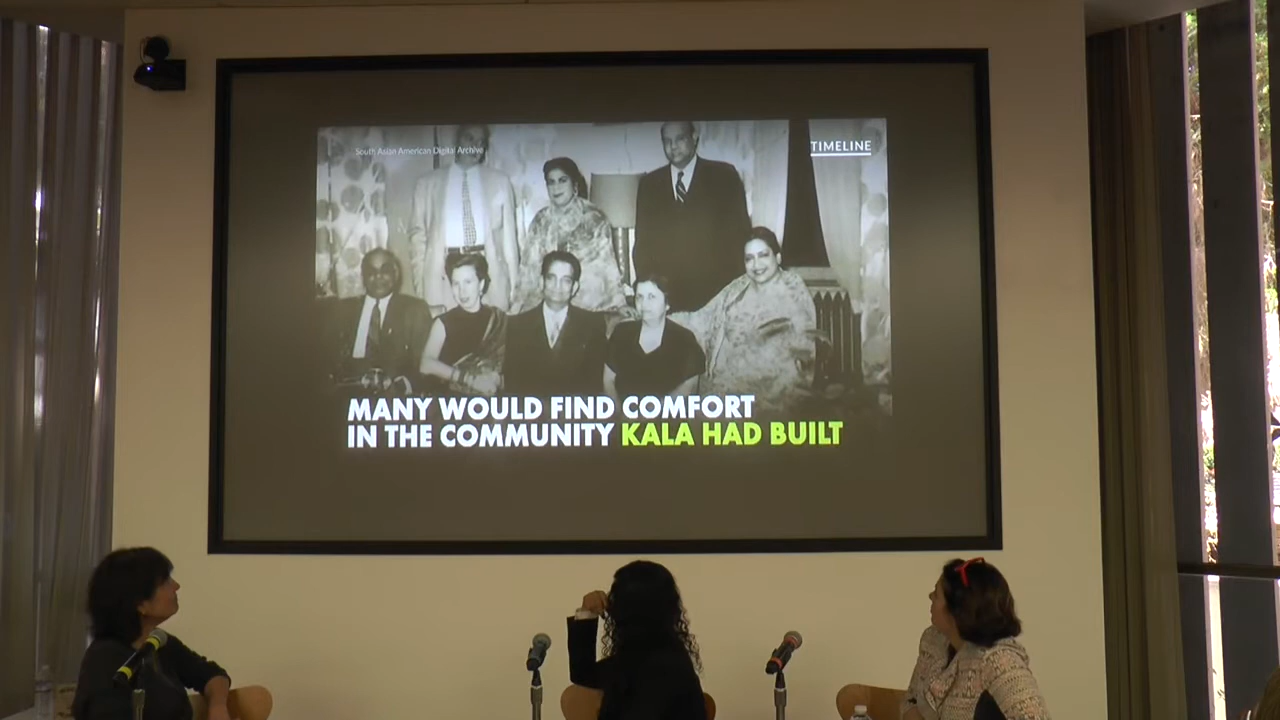 South Asian American Digital Archive
TIMELINE
MANY WOULD FIND COMFORT
IN THE COMMUNITY KALA HAD BUILT